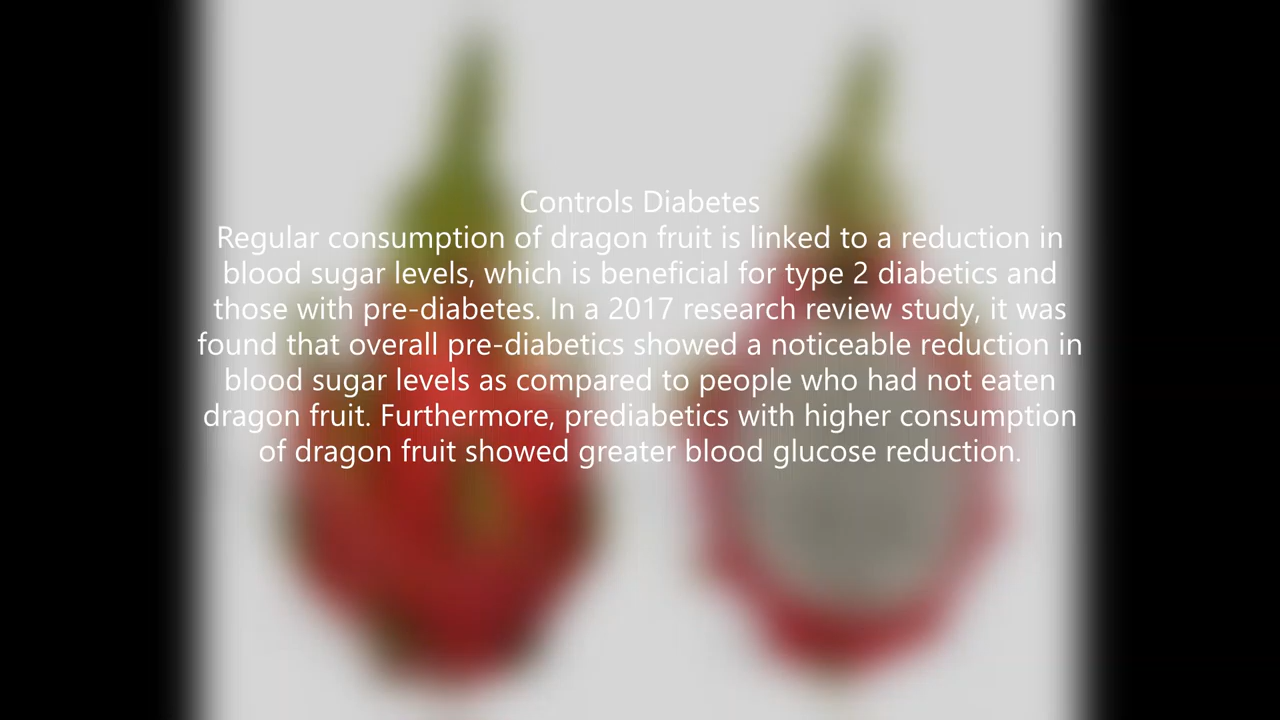 Controls Diabetes
Regular consumption of dragon fruit is linked to a reduction in
blood sugar levels, which is beneficial for type 2 diabetics and
those with pre-diabetes. In a 2017 research review study, it was
found that overall pre-diabetics showed a noticeable reduction in
blood sugar levels as compared to people who had not eaten
dragon fruit. Furthermore, prediabetics with higher consumption
of dragon fruit showed greater blood glucose reduction.